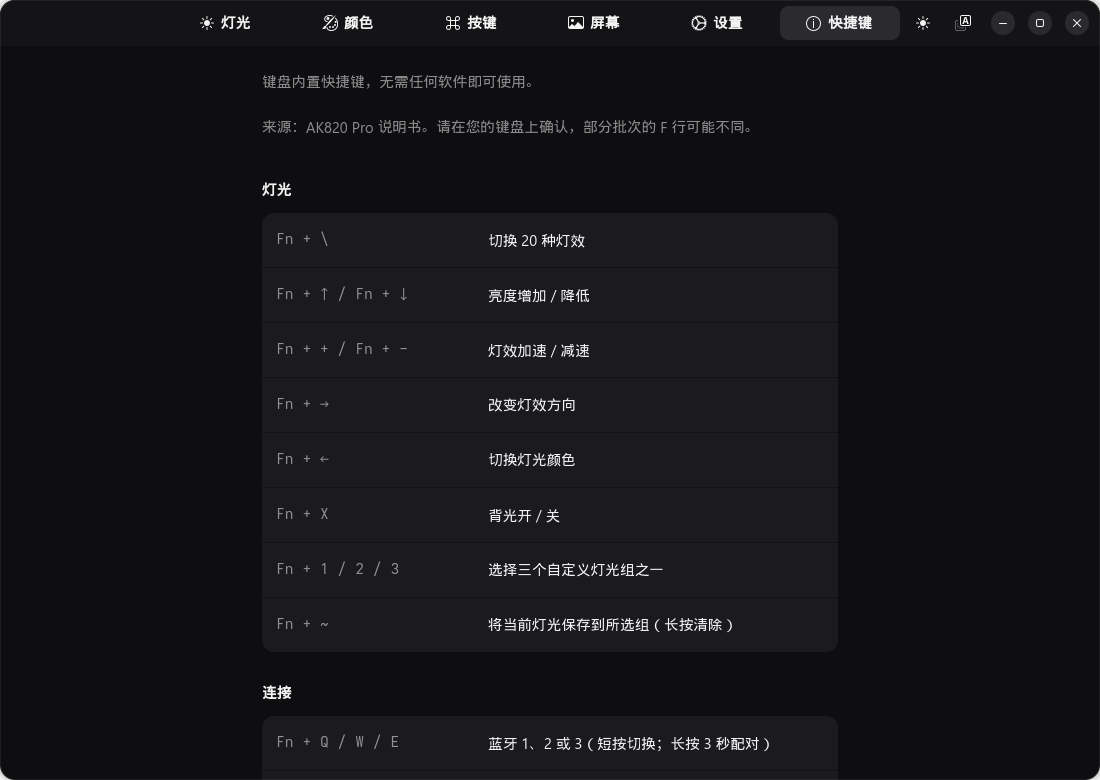 灯光 颜色 按键 屏幕 设置 快捷键 A
键盘内置快捷键，无需任何软件即可使用。
来源：AK820 Pro 说明书。请在您的键盘上确认，部分批次的 F 行可能不同。
灯光
Fn + \ 切换 20 种灯效
Fn + ↑ / Fn + ↓ 亮度增加 / 降低
Fn + + / Fn + − 灯效加速 / 减速
Fn + → 改变灯效方向
Fn + ← 切换灯光颜色
Fn + X 背光开 / 关
Fn + 1 / 2 / 3 选择三个自定义灯光组之一
Fn + ~ 将当前灯光保存到所选组（长按清除）
连接
Fn + Q / W / E 蓝牙 1、2 或 3（短按切换；长按 3 秒配对）